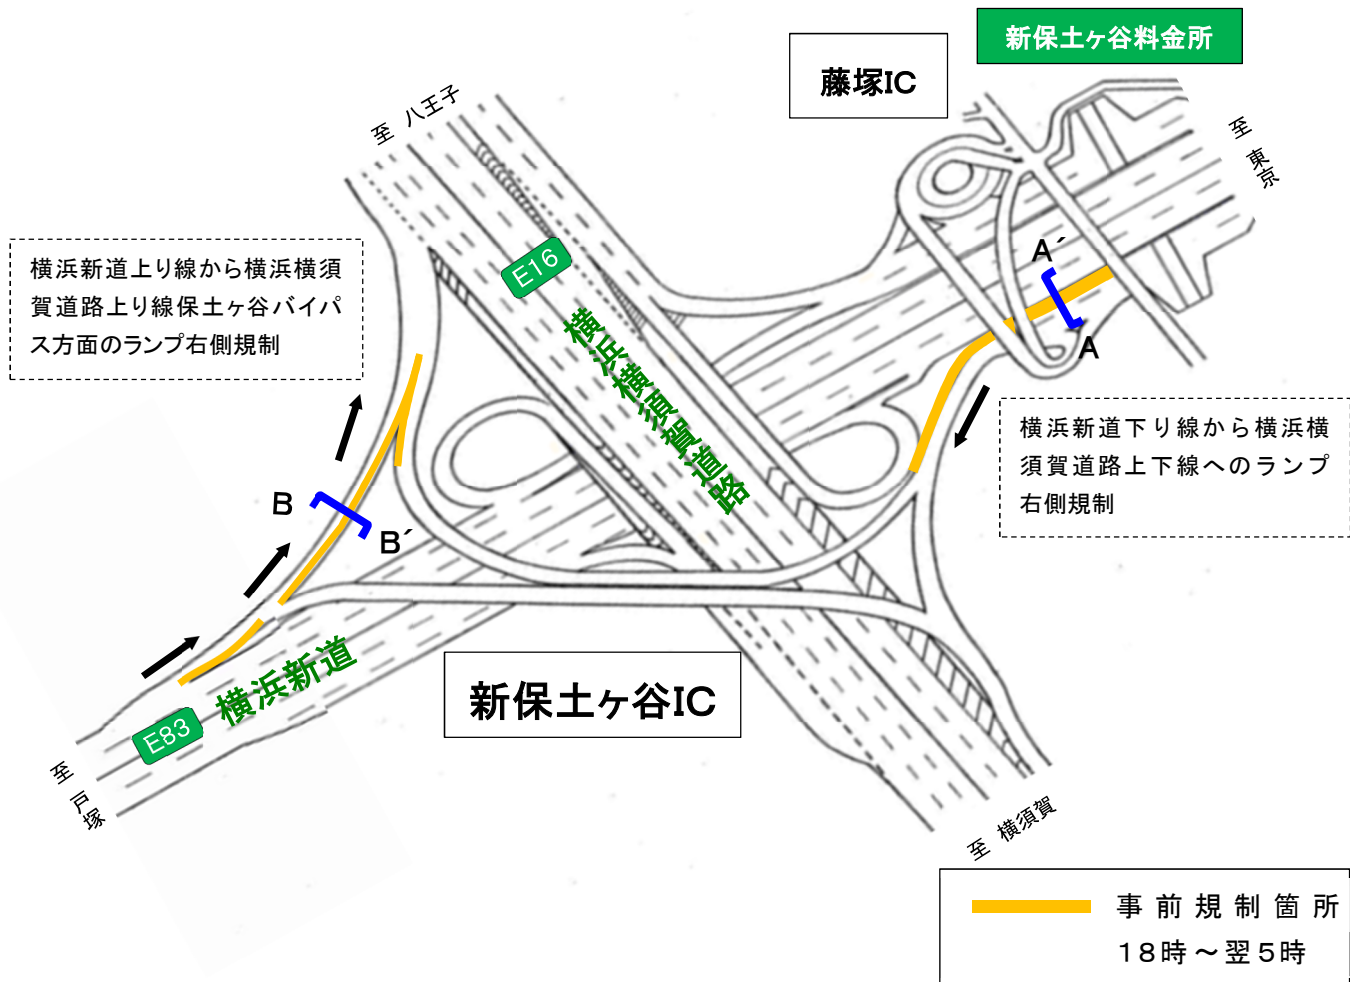 新保土ヶ谷料金所
藤塚IC
至 八王子
至 東京
横浜新道上り線から横浜横須
賀道路上り線保土ヶ谷バイパ
ス方面のランプ右側規制
E16
横浜横須賀道路
A´
A
横浜新道下り線から横浜横
須賀道路上下線へのランプ
右側規制
B
B´
横浜新道
E83
新保土ヶ谷IC
至 戸塚
至 横須賀
事前規制箇所
18時～翌5時